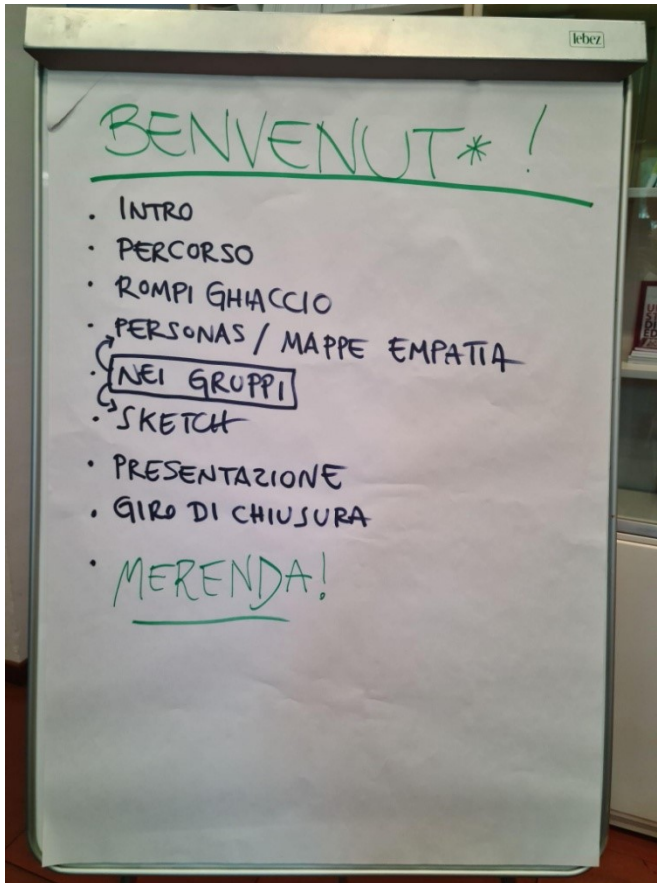 lebez
BENVENUT* !
. INTRO
. PERCORSO
. ROMPI GHIACCIO
. PERSONAS / MAPPE EMPATIA
. NEI GRUPPI
. SKETCH
. PRESENTAZIONE
. GIRO DI CHIUSURA
. MERENDA!